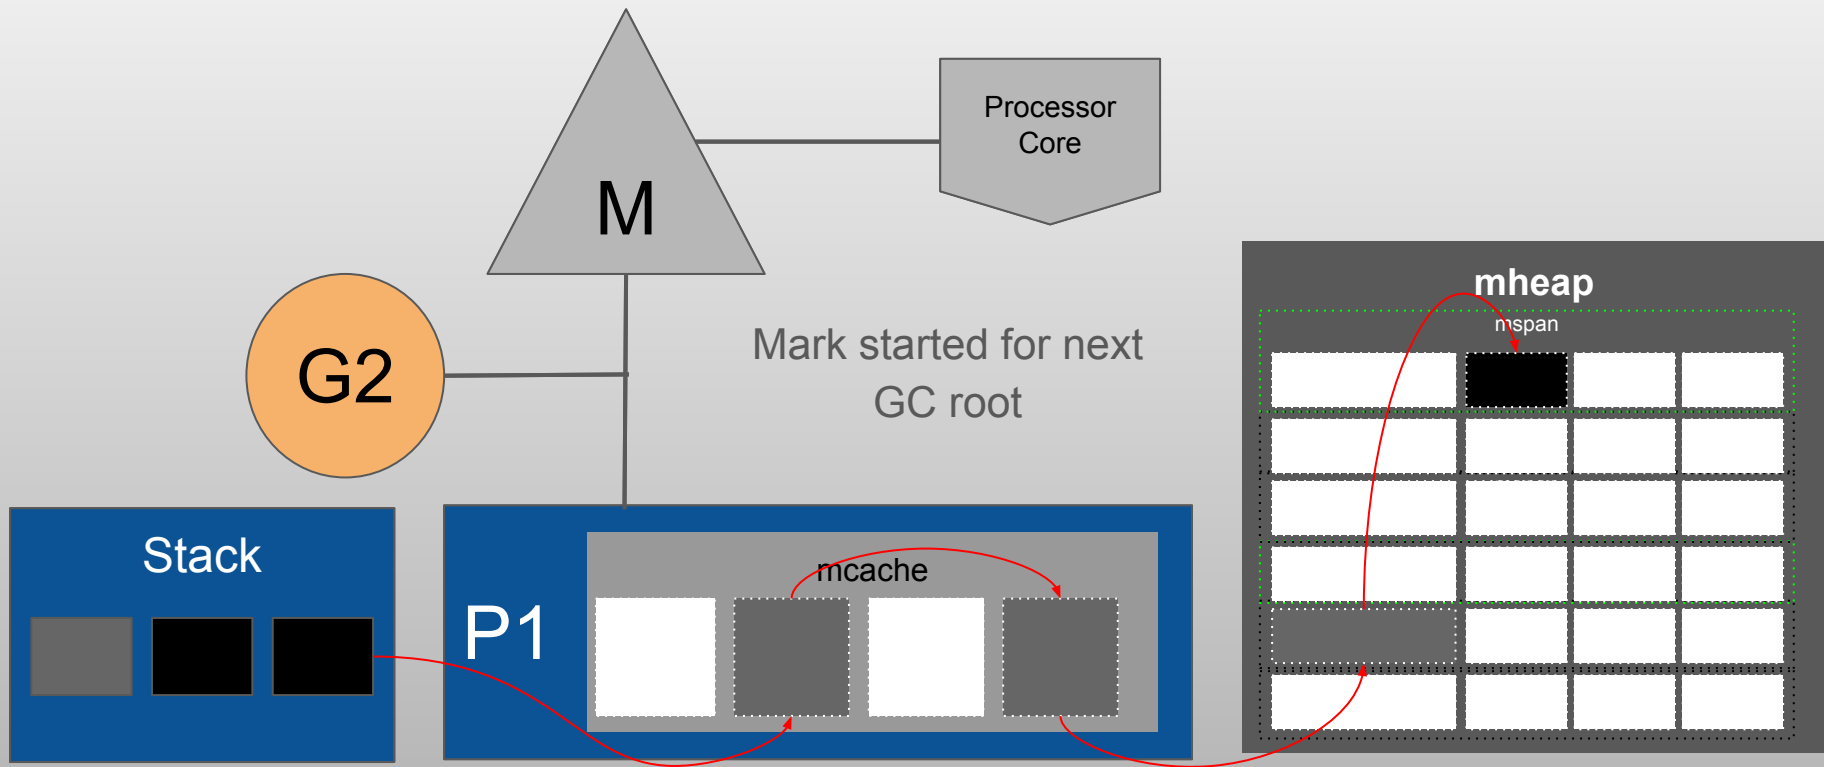 Processor
Core
M
mheap
mspan
G2
Mark started for next
GC root
Stack
mcache
P1